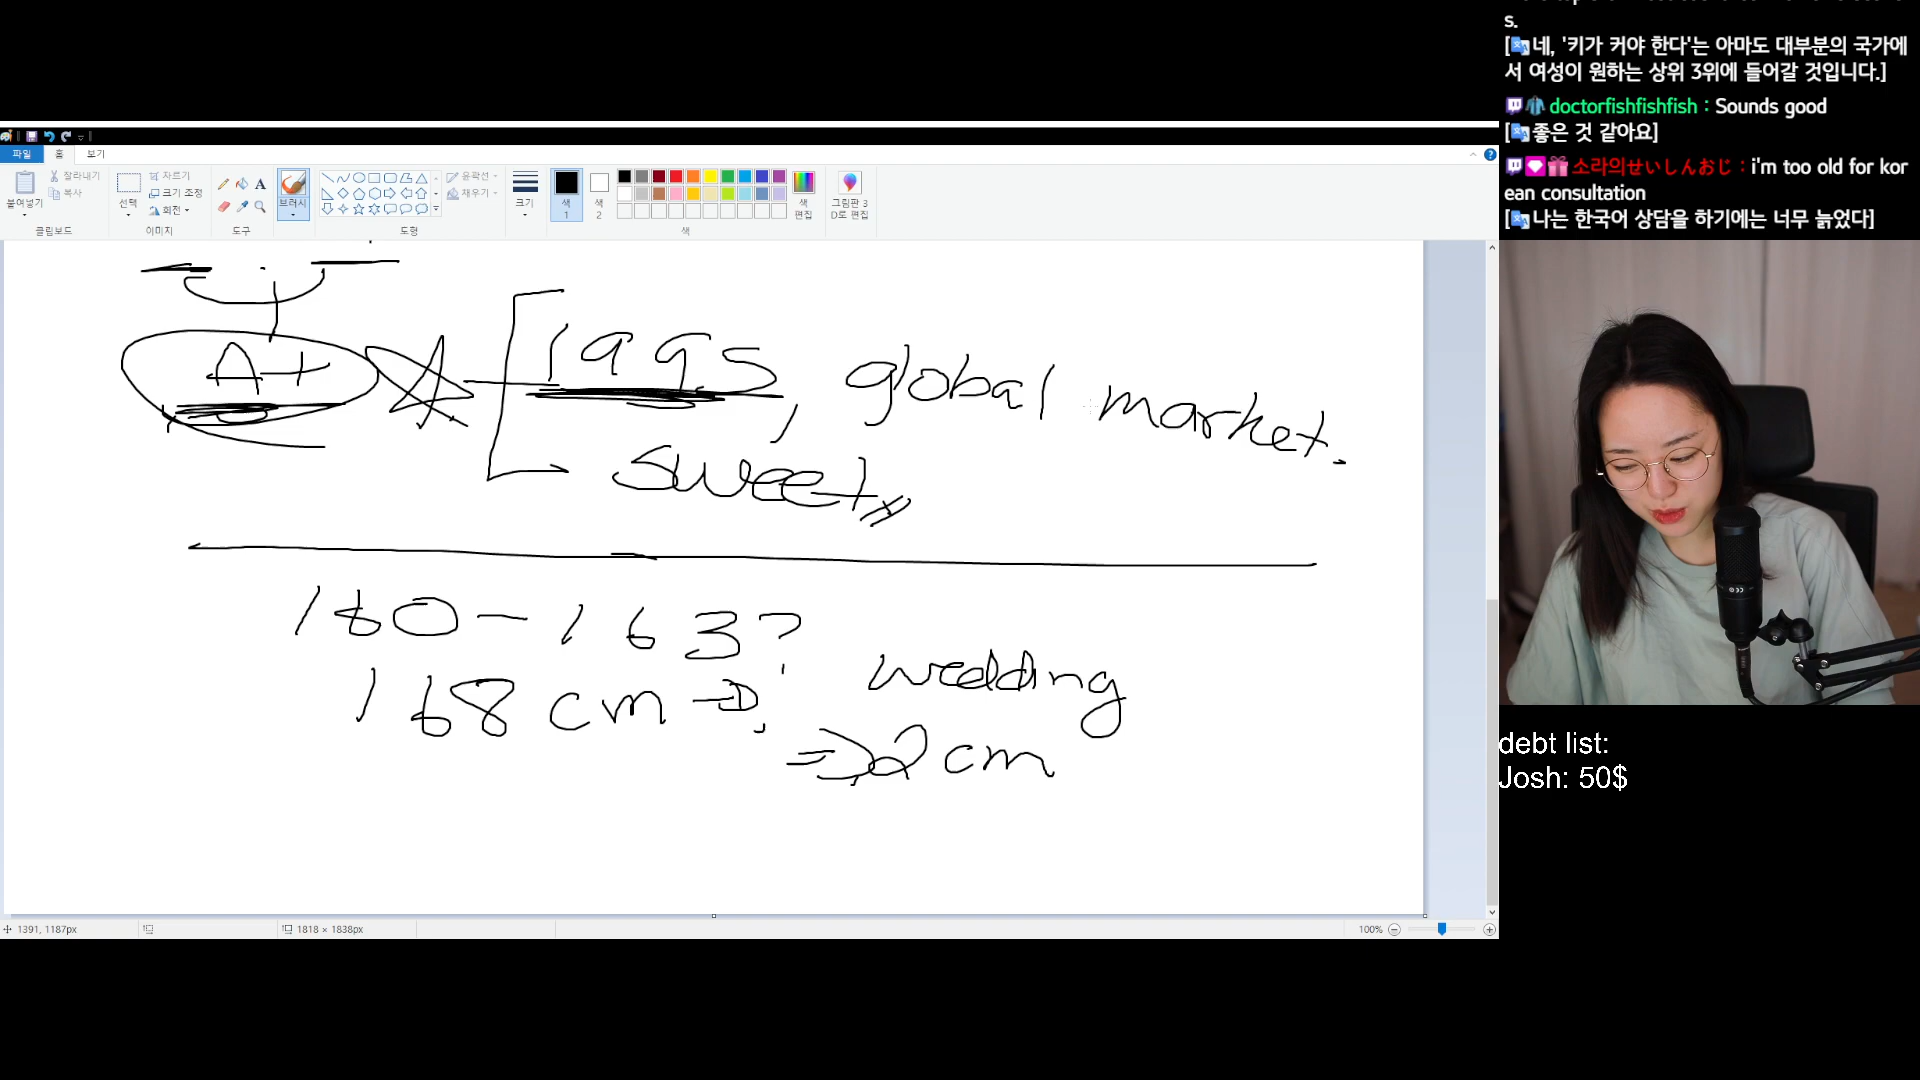 s.
[네, '키가 커야 한다'는 아마도 대부분의 국가에
서 여성이 원하는 상위 3위에 들어갈 것입니다.]
doctorfishfishfish : Sounds good
[좋은 것 같아요]
소라의せいしんおじ : i'm too old for kor
ean consultation
[나는 한국어 상담을 하기에는 너무 늙었다]
파일 홈 보기
붙여넣기 잘라내기 복사
클립보드
선택 자르기 크기 조정 회전
이미지
A
도구
브러시
윤곽선
채우기
도형
크기
색 1
색 2
색 편집
그림판 3D로 편집
색
A+
1995, global market.
sweet
160-163?
168cm
wedding
2cm
1391, 1187px
1818 × 1838px
100%
debt list:
Josh: 50$